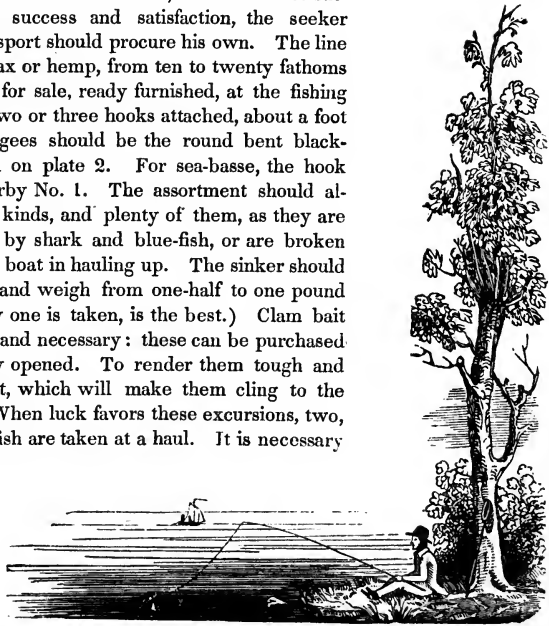 success and satisfaction, the seeker
sport should procure his own. The line
ax or hemp, from ten to twenty fathoms
for sale, ready furnished, at the fishing
wo or three hooks attached, about a foot
gees should be the round bent black-
on plate 2. For sea-basse, the hook
rby No. 1. The assortment should al-
kinds, and plenty of them, as they are
by shark and blue-fish, or are broken
boat in hauling up. The sinker should
and weigh from one-half to one pound
one is taken, is the best.) Clam bait
and necessary: these can be purchased
opened. To render them tough and
t, which will make them cling to the
When luck favors these excursions, two,
ish are taken at a haul. It is necessary